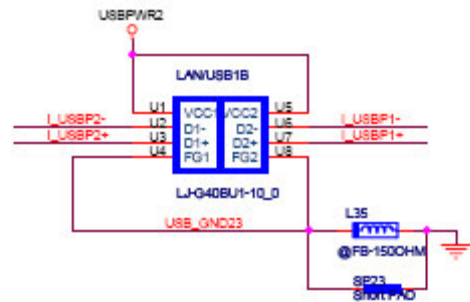 USBPWR2
LAN/USB1B
U1 VCC1 VCC2 U5
I_USBP2- U2 D1- D2- U6 I_USBP1-
I_USBP2+ U3 D1+ D2+ U7 I_USBP1+
U4 FG1 FG2 U8
LJ-G40BU1-10_0
USB_GND23
L35
@FB-150OHM
SP23
Short PAD